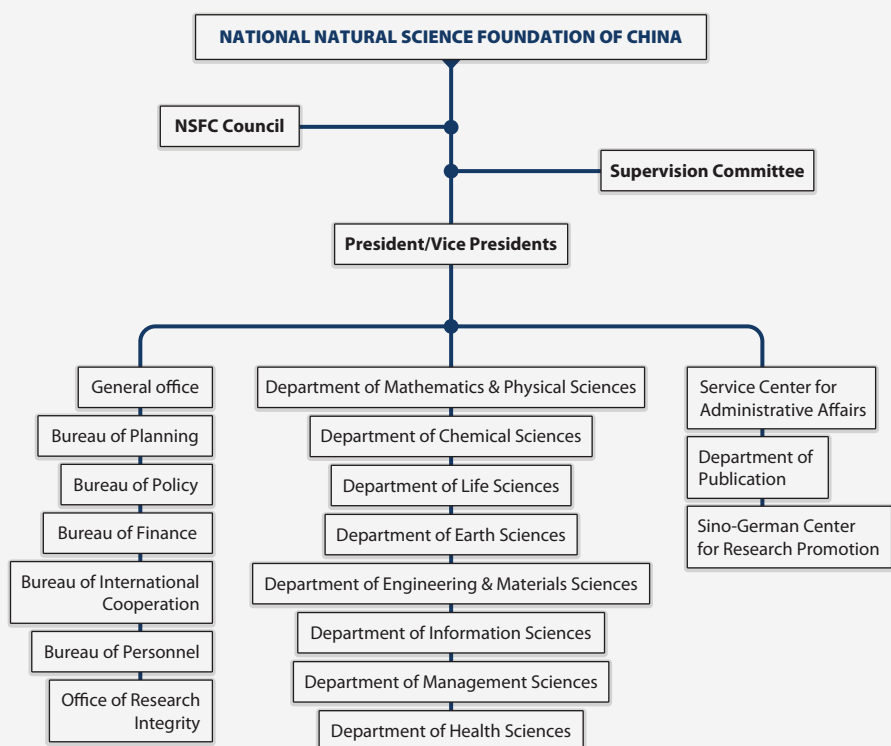 NATIONAL NATURAL SCIENCE FOUNDATION OF CHINA
NSFC Council
Supervision Committee
President/Vice Presidents
General office
Bureau of Planning
Bureau of Policy
Bureau of Finance
Bureau of International
Cooperation
Bureau of Personnel
Office of Research
Integrity
Department of Mathematics & Physical Sciences
Department of Chemical Sciences
Department of Life Sciences
Department of Earth Sciences
Department of Engineering & Materials Sciences
Department of Information Sciences
Department of Management Sciences
Department of Health Sciences
Service Center for
Administrative Affairs
Department of
Publication
Sino-German Center
for Research Promotion